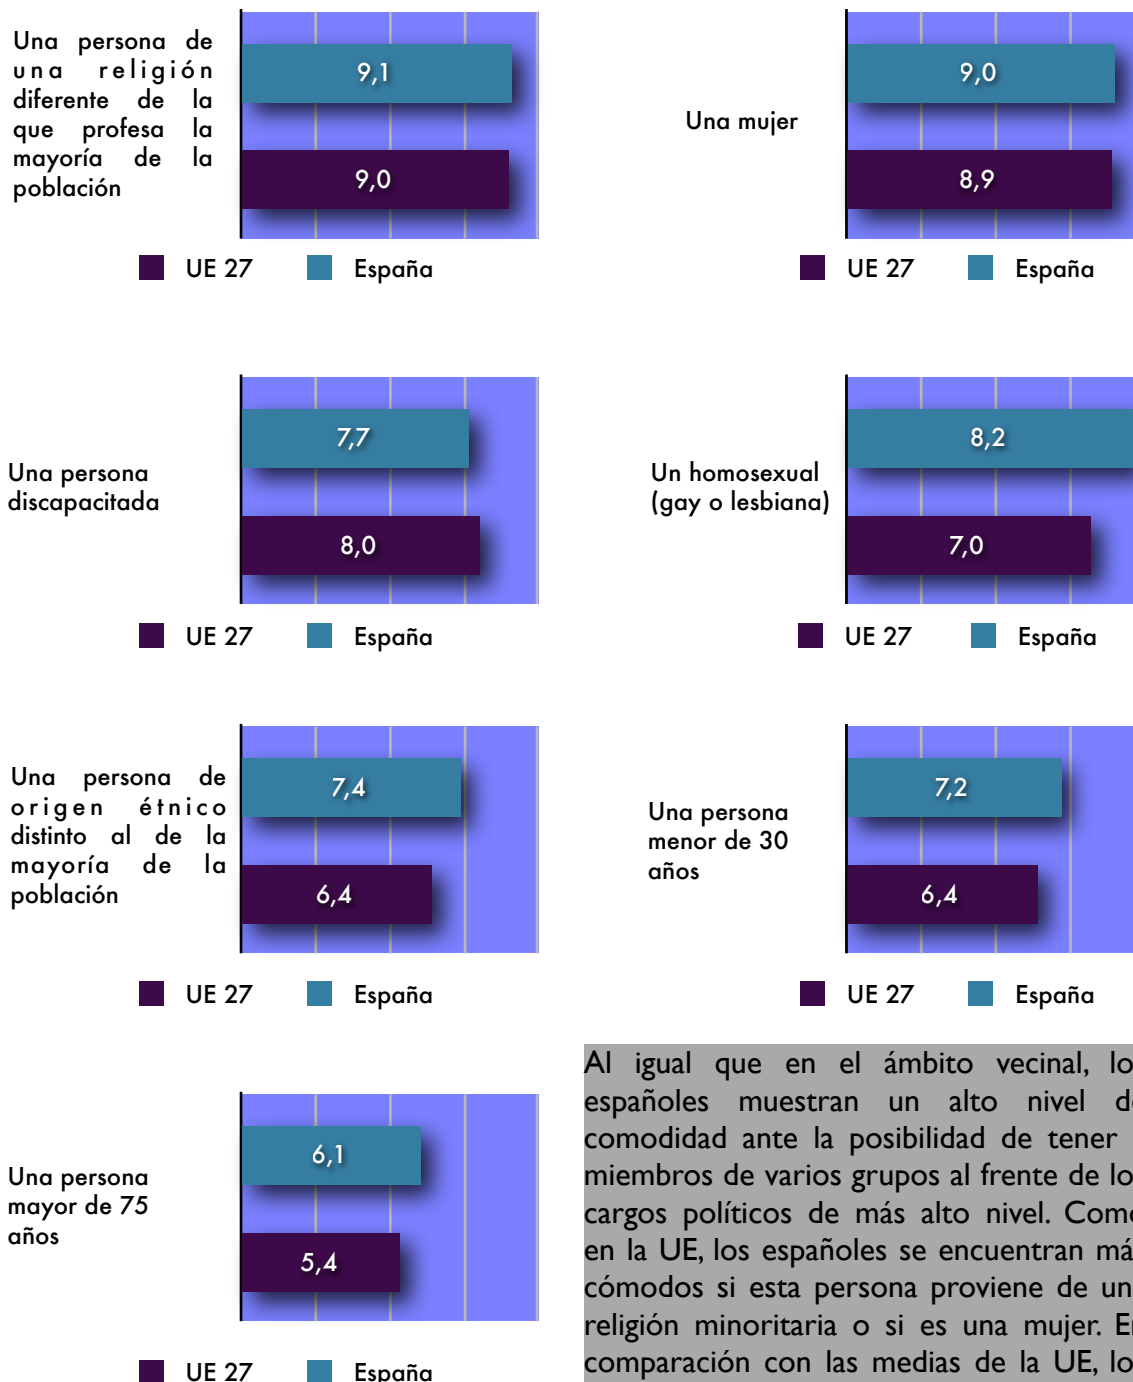 Una persona de
una religión
diferente de la
que profesa la
mayoría de la
población
9,1
9,0
UE 27 España
Una mujer
9,0
8,9
UE 27 España
Una persona
discapacitada
7,7
8,0
UE 27 España
Un homosexual
(gay o lesbiana)
8,2
7,0
UE 27 España
Una persona de
origen étnico
distinto al de la
mayoría de la
población
7,4
6,4
UE 27 España
Una persona
menor de 30
años
7,2
6,4
UE 27 España
Una persona
mayor de 75
años
6,1
5,4
UE 27 España
Al igual que en el ámbito vecinal, lo
españoles muestran un alto nivel d
comodidad ante la posibilidad de tener
miembros de varios grupos al frente de lo
cargos políticos de más alto nivel. Como
en la UE, los españoles se encuentran má
cómodos si esta persona proviene de un
religión minoritaria o si es una mujer. En
comparación con las medias de la UE, lo